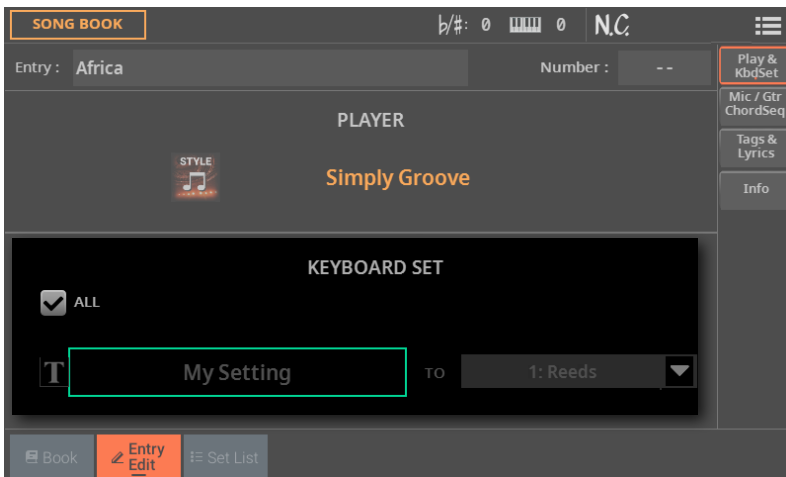 SONG BOOK
♭/#: 0
0
N.C.
Entry : Africa
Number : --
Play & KbdSet
Mic / Gtr ChordSeq
Tags & Lyrics
Info
PLAYER
STYLE
Simply Groove
KEYBOARD SET
ALL
T My Setting TO 1: Reeds
Book
Entry Edit
Set List